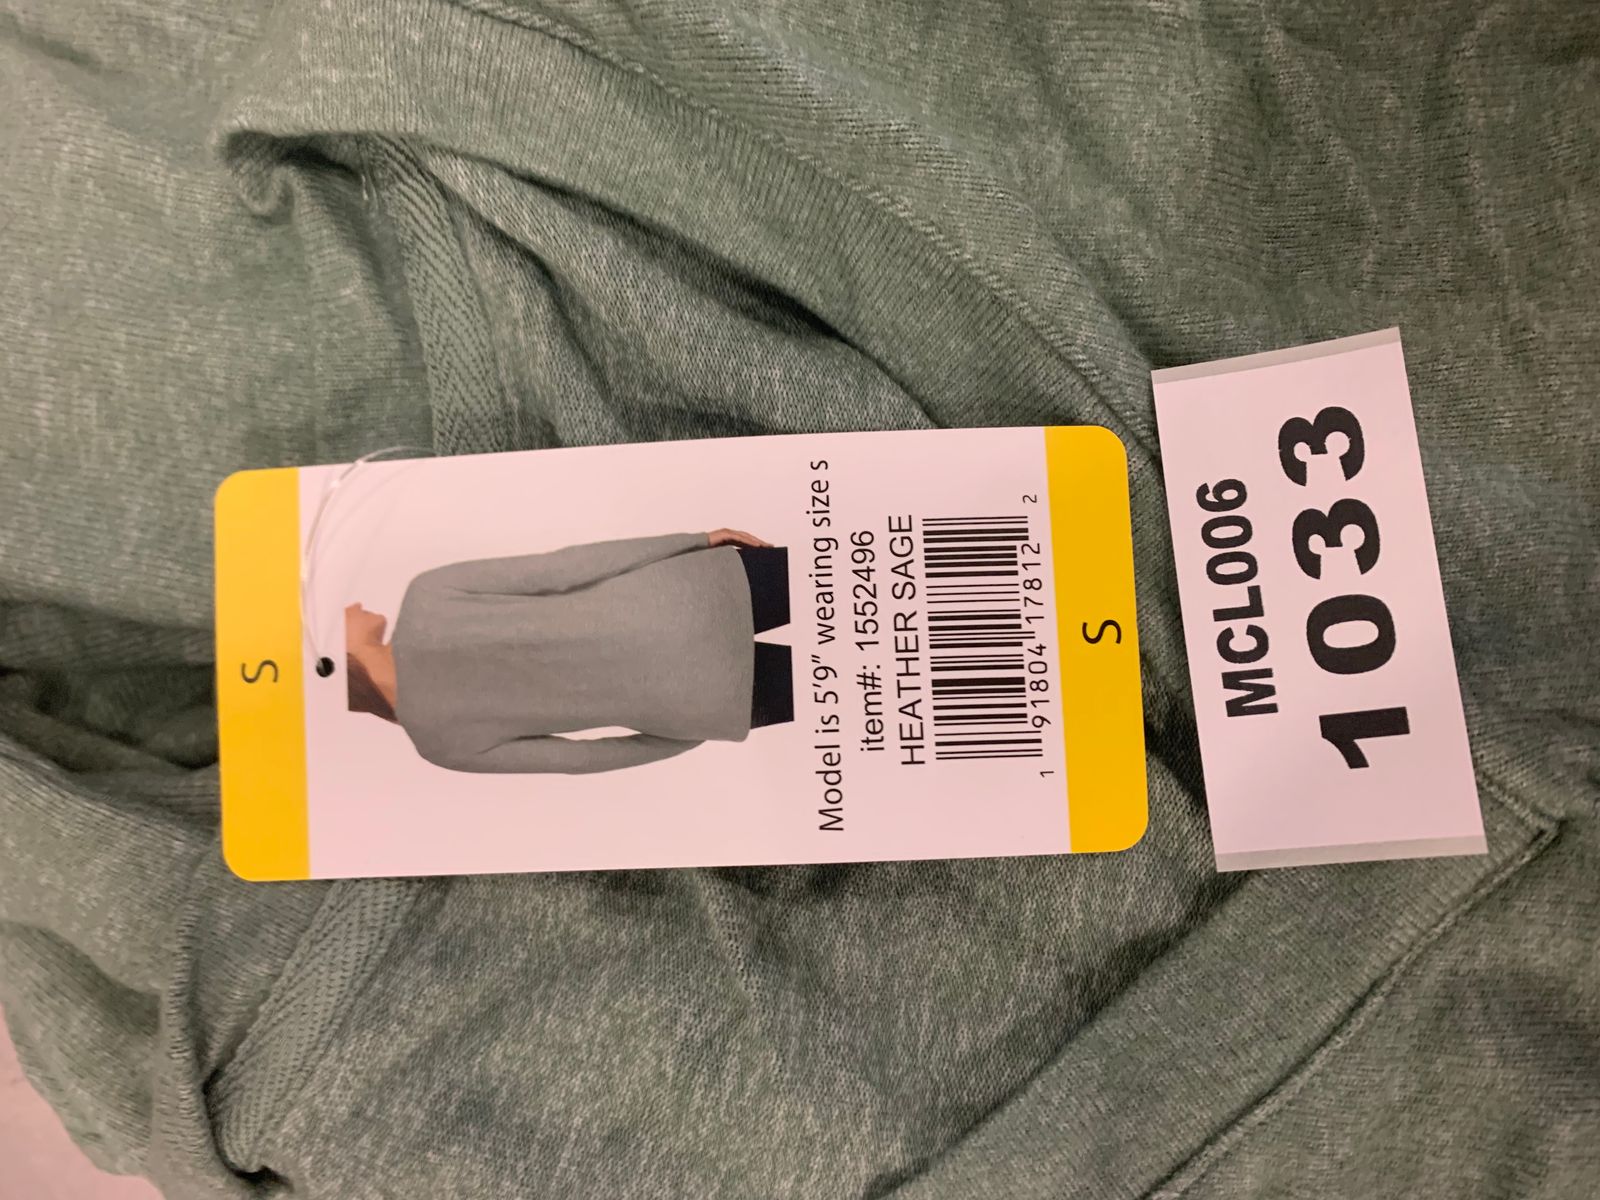 S
Model is 5'9" wearing size s
item#: 1552496
HEATHER SAGE
1 91804 17812 2
S
MCL006
1033